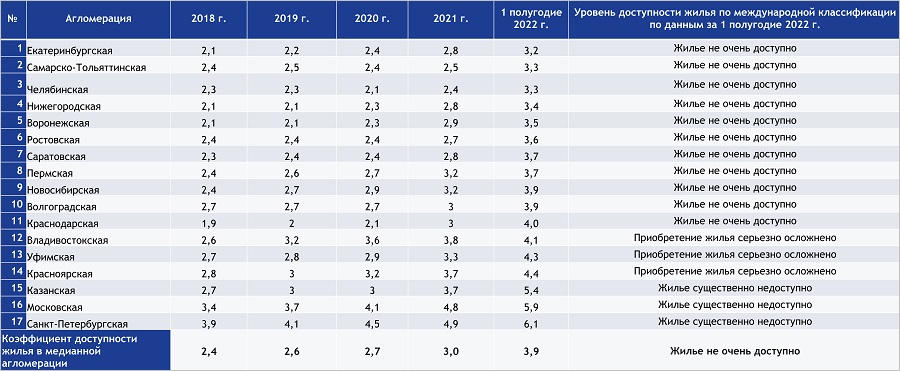 № Агломерация 2018 г. 2019 г. 2020 г. 2021 г. 1 полугодие 2022 г. Уровень доступности жилья по международной классификации по данным за 1 полугодие 2022 г.
1 Екатеринбургская 2,1 2,2 2,4 2,8 3,2 Жилье не очень доступно
2 Самарско-Тольяттинская 2,4 2,5 2,4 2,5 3,3 Жилье не очень доступно
3 Челябинская 2,3 2,3 2,1 2,4 3,3 Жилье не очень доступно
4 Нижегородская 2,1 2,1 2,3 2,8 3,4 Жилье не очень доступно
5 Воронежская 2,1 2,1 2,3 2,9 3,5 Жилье не очень доступно
6 Ростовская 2,4 2,4 2,4 2,7 3,6 Жилье не очень доступно
7 Саратовская 2,3 2,4 2,4 2,8 3,7 Жилье не очень доступно
8 Пермская 2,4 2,6 2,7 3,2 3,7 Жилье не очень доступно
9 Новосибирская 2,4 2,7 2,9 3,2 3,9 Жилье не очень доступно
10 Волгоградская 2,7 2,7 2,7 3 3,9 Жилье не очень доступно
11 Краснодарская 1,9 2 2,1 3 4,0 Жилье не очень доступно
12 Владивостокская 2,6 3,2 3,6 3,8 4,1 Приобретение жилья серьезно осложнено
13 Уфимская 2,7 2,8 2,9 3,3 4,3 Приобретение жилья серьезно осложнено
14 Красноярская 2,8 3 3,2 3,7 4,4 Приобретение жилья серьезно осложнено
15 Казанская 2,7 3 3 3,7 5,4 Жилье существенно недоступно
16 Московская 3,4 3,7 4,1 4,8 5,9 Жилье существенно недоступно
17 Санкт-Петербургская 3,9 4,1 4,5 4,9 6,1 Жилье существенно недоступно
Коэффициент доступности
жилья в медианной
агломерации 2,4 2,6 2,7 3,0 3,9 Жилье не очень доступно